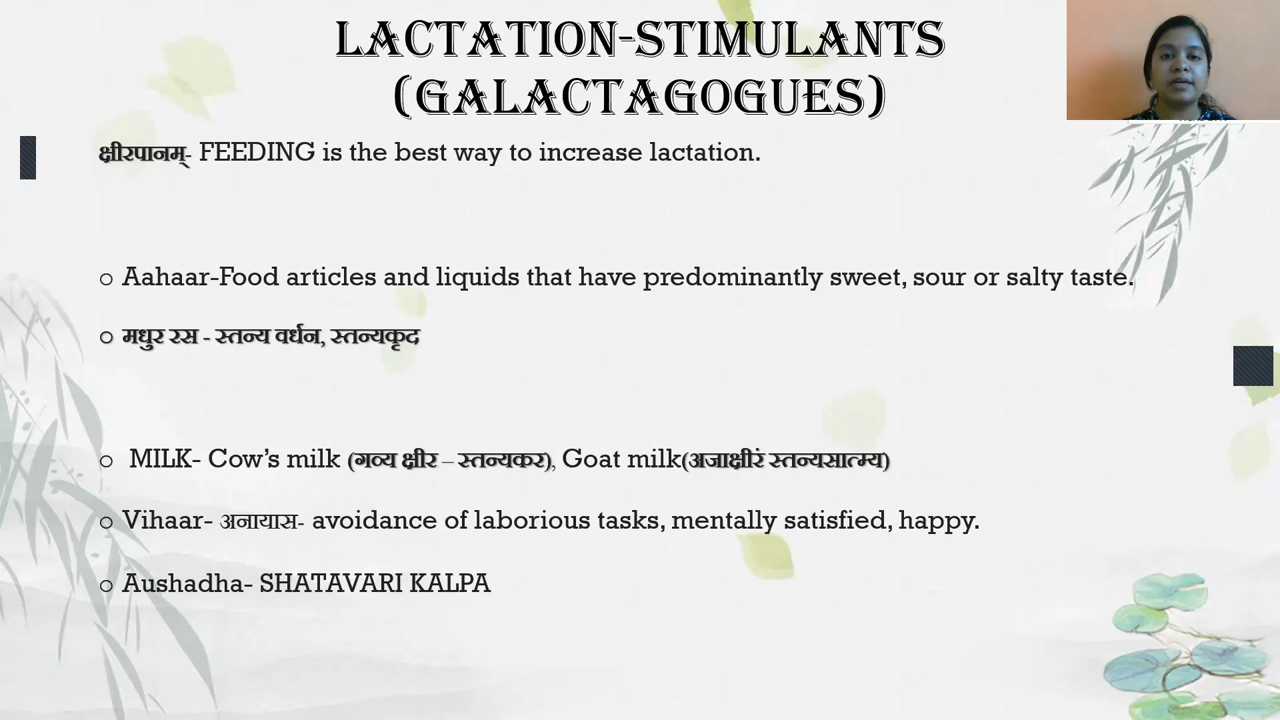 LACTATION-STIMULANTS
(GALACTAGOGUES)
क्षीरपानम्- FEEDING is the best way to increase lactation.
○ Aahaar-Food articles and liquids that have predominantly sweet, sour or salty taste.
○ मधुर रस - स्तन्य वर्धन, स्तन्यकृद
○ MILK- Cow's milk (गव्य क्षीर – स्तन्यकर), Goat milk(अजाक्षीरं स्तन्यसात्म्य)
○ Vihaar- अनायास- avoidance of laborious tasks, mentally satisfied, happy.
○ Aushadha- SHATAVARI KALPA